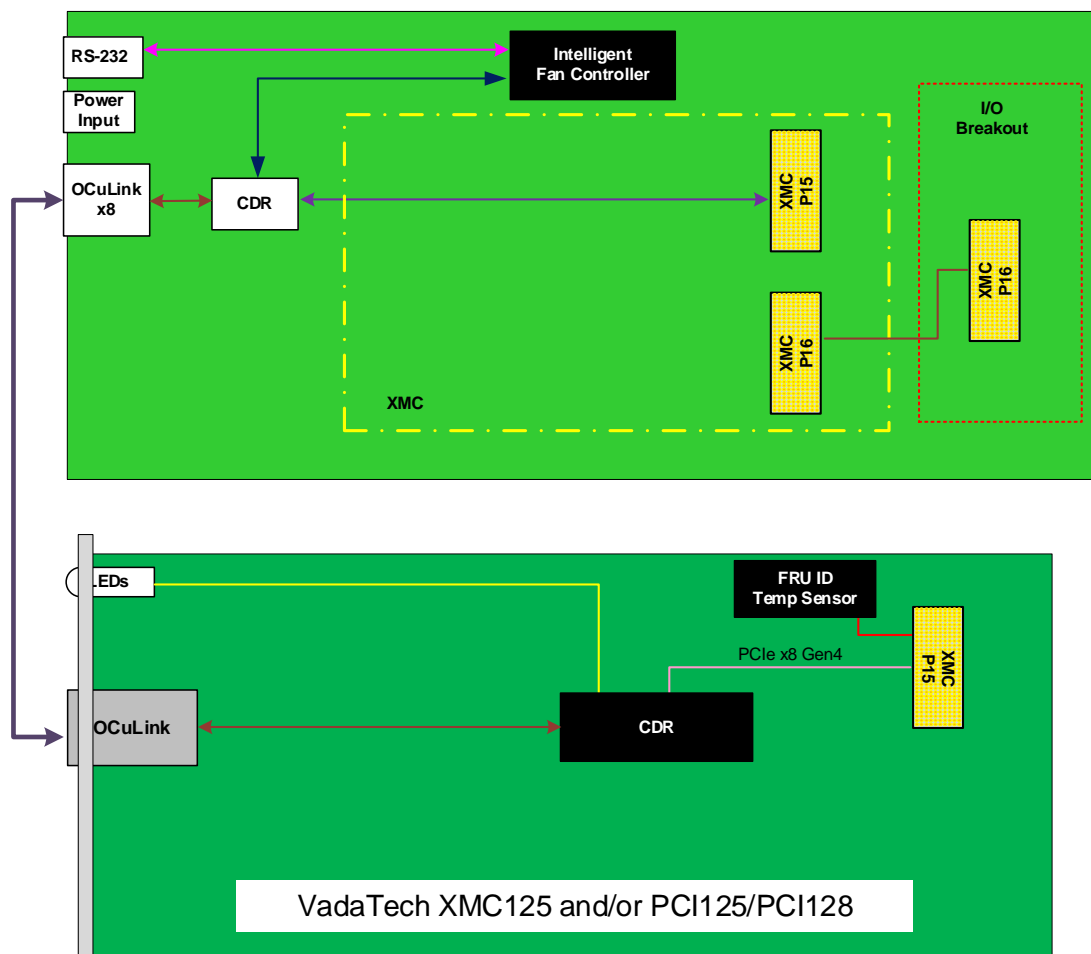 RS-232
Intelligent
Fan Controller
Power
Input
I/O
Breakout
OCuLink
x8
CDR
XMC
P15
XMC
P16
XMC
P16
XMC
LEDs
FRU ID
Temp Sensor
PCIe x8 Gen4
XMC
P15
OCuLink
CDR
VadaTech XMC125 and/or PCI125/PCI128